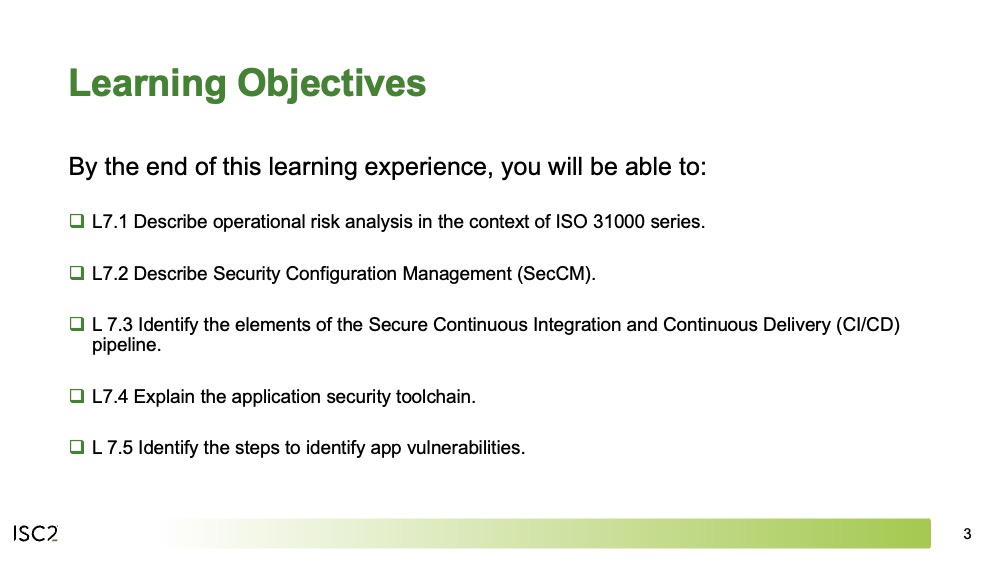 Learning Objectives
By the end of this learning experience, you will be able to:
L7.1 Describe operational risk analysis in the context of ISO 31000 series.
L7.2 Describe Security Configuration Management (SecCM).
L 7.3 Identify the elements of the Secure Continuous Integration and Continuous Delivery (CI/CD)
pipeline.
L7.4 Explain the application security toolchain.
L 7.5 Identify the steps to identify app vulnerabilities.
ISC2
3